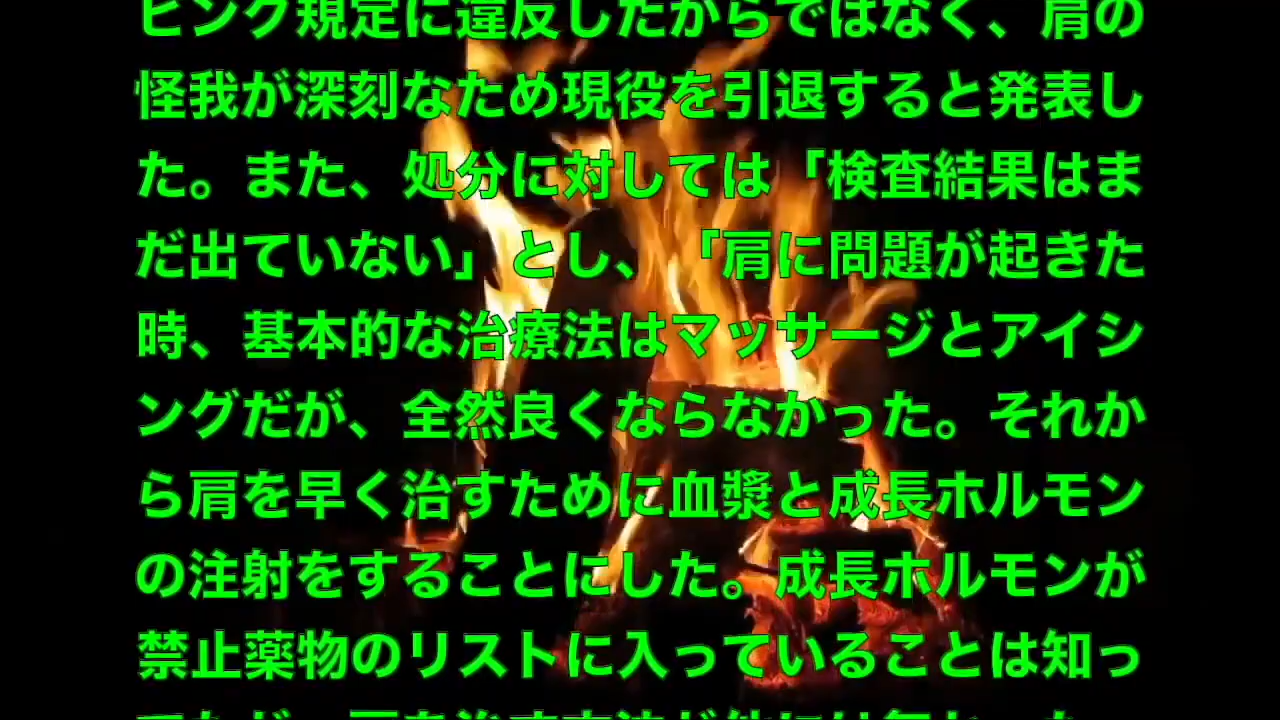 ピング規定に違反したからではなく、肩の
怪我が深刻なため現役を引退すると発表し
た。また、処分に対しては「検査結果はま
だ出ていない」とし、「肩に問題が起きた
時、基本的な治療法はマッサージとアイシ
ングだが、全然良くならなかった。それか
ら肩を早く治すために血漿と成長ホルモン
の注射をすることにした。成長ホルモンが
禁止薬物のリストに入っていることは知っ